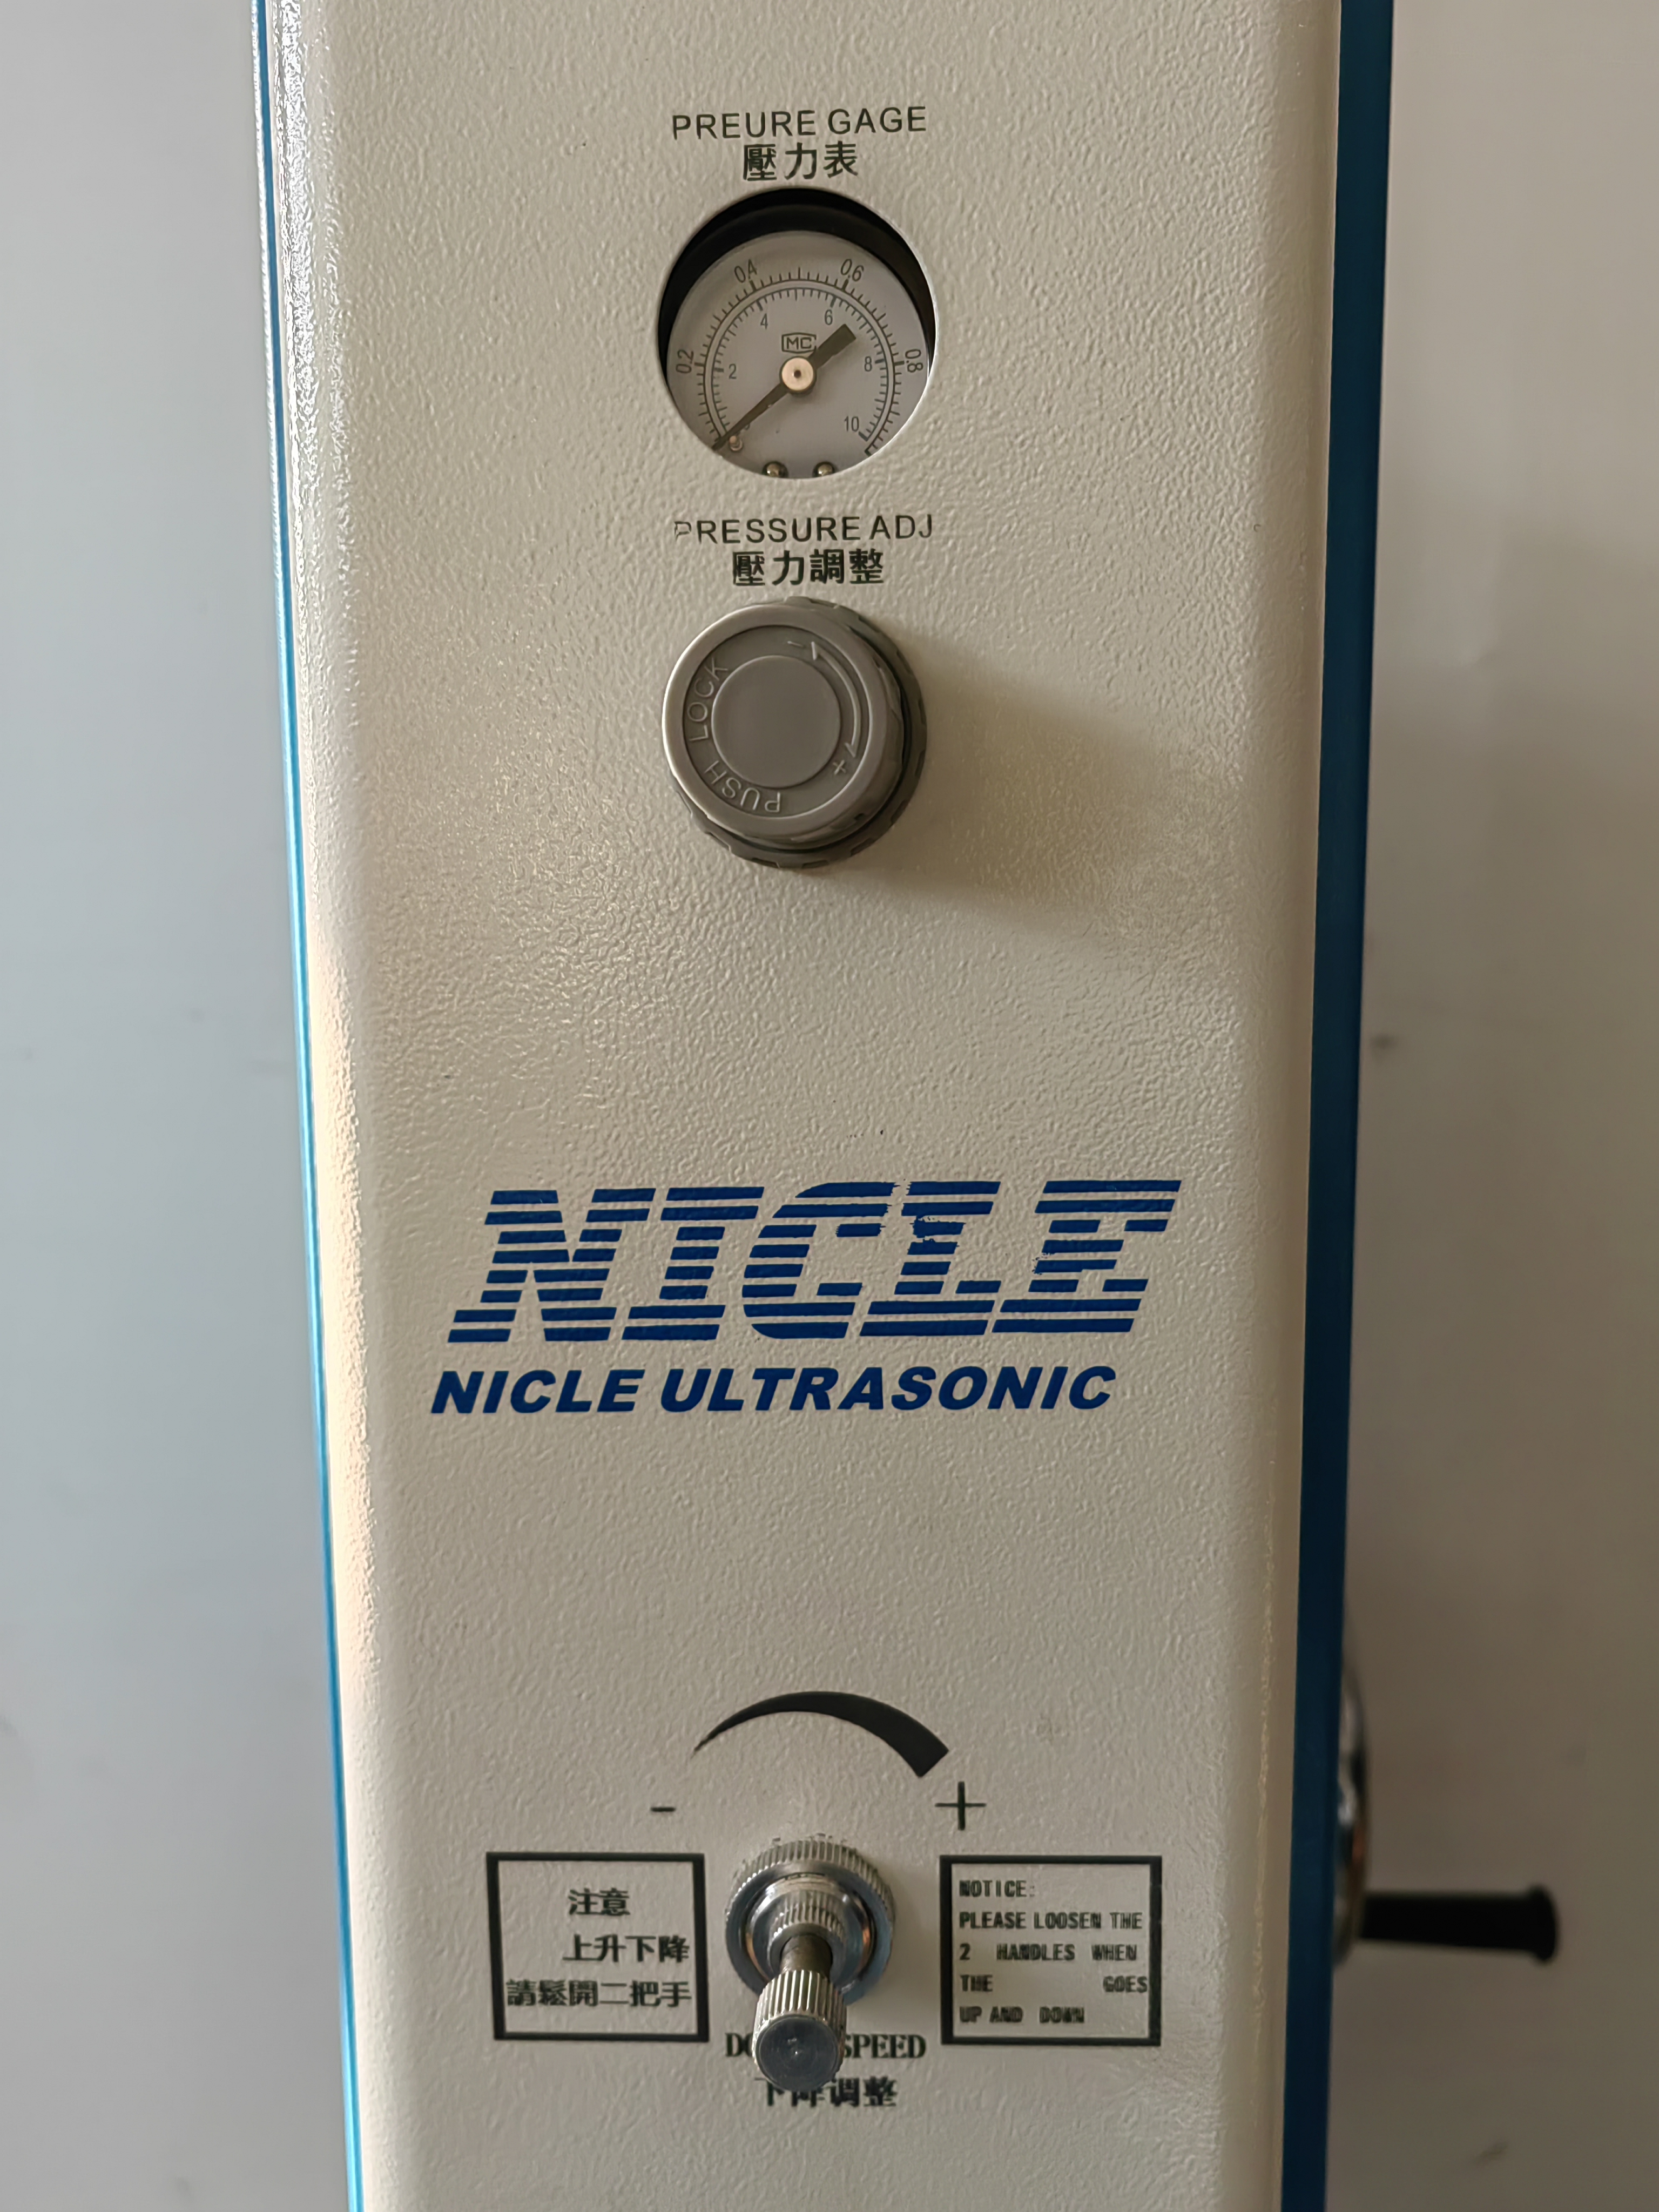 PREURE GAGE
壓力表
0.2
0.4
0.6
0.8
2
4
6
8
10
MC
PRESSURE ADJ
壓力調整
PUSH LOCK
- +
NICLE
NICLE ULTRASONIC
- +
注意
上升下降
請鬆開二把手
NOTICE:
PLEASE LOOSEN THE
2 HANDLES WHEN
THE GOES
UP AND DOWN
SPEED
下降调整